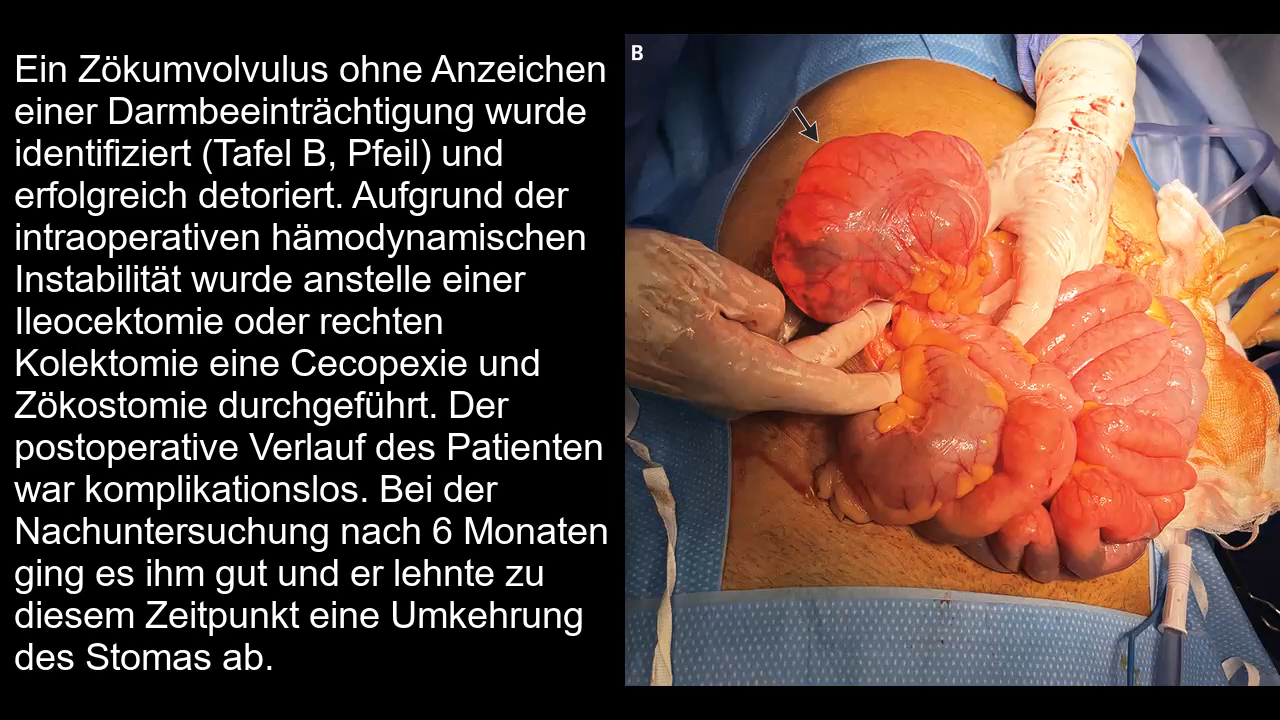 Ein Zökumvolvulus ohne Anzeichen
einer Darmbeeinträchtigung wurde
identifiziert (Tafel B, Pfeil) und
erfolgreich detoriert. Aufgrund der
intraoperativen hämodynamischen
Instabilität wurde anstelle einer
Ileocektomie oder rechten
Kolektomie eine Cecopexie und
Zökostomie durchgeführt. Der
postoperative Verlauf des Patienten
war komplikationslos. Bei der
Nachuntersuchung nach 6 Monaten
ging es ihm gut und er lehnte zu
diesem Zeitpunkt eine Umkehrung
des Stomas ab.
B